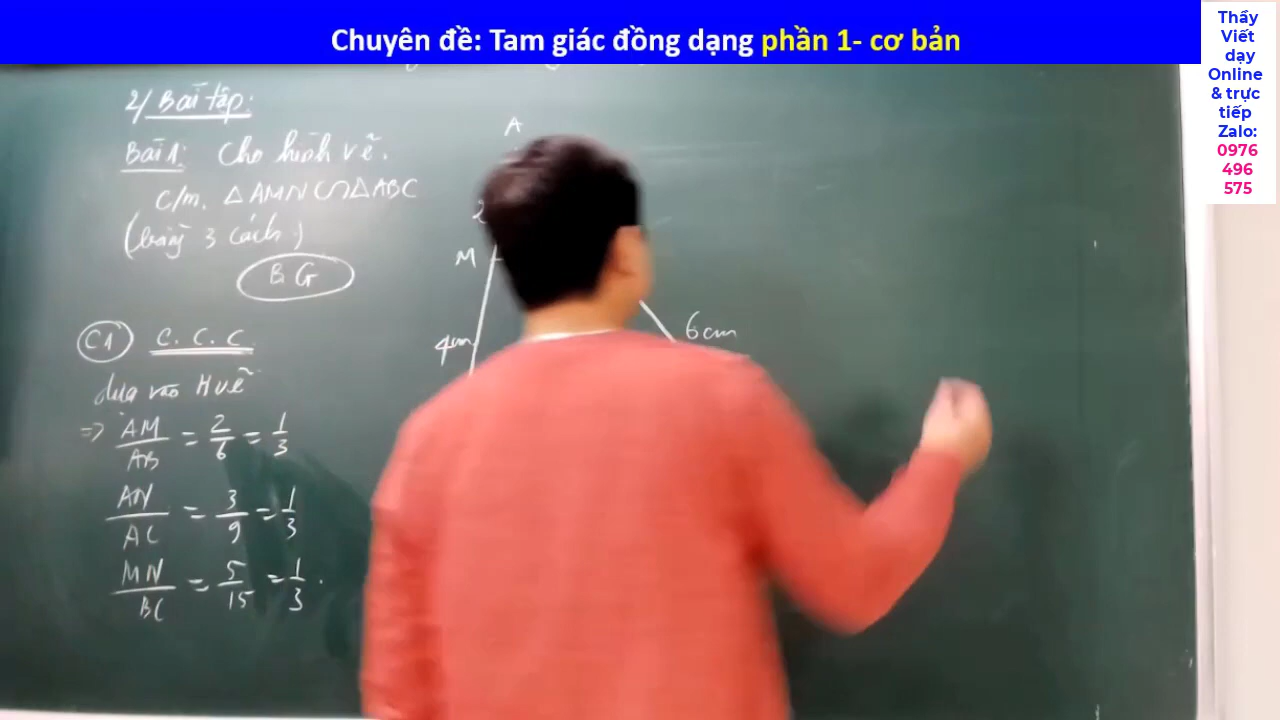 Chuyên đề: Tam giác đồng dạng phần 1- cơ bản
Thầy
Viết
dạy
Online
& trực
tiếp
Zalo:
0976
496
575
2/ Bài tập:
Bài 1: Cho hình vẽ.
C/m. △AMN ∽ △ABC
(bằng 3 cách)
BG
C1 C.C.C
dựa vào H vẽ
=> AM/AB = 2/6 = 1/3
AN/AC = 3/9 = 1/3
MN/BC = 5/15 = 1/3.
A
2
M
4cm
6cm